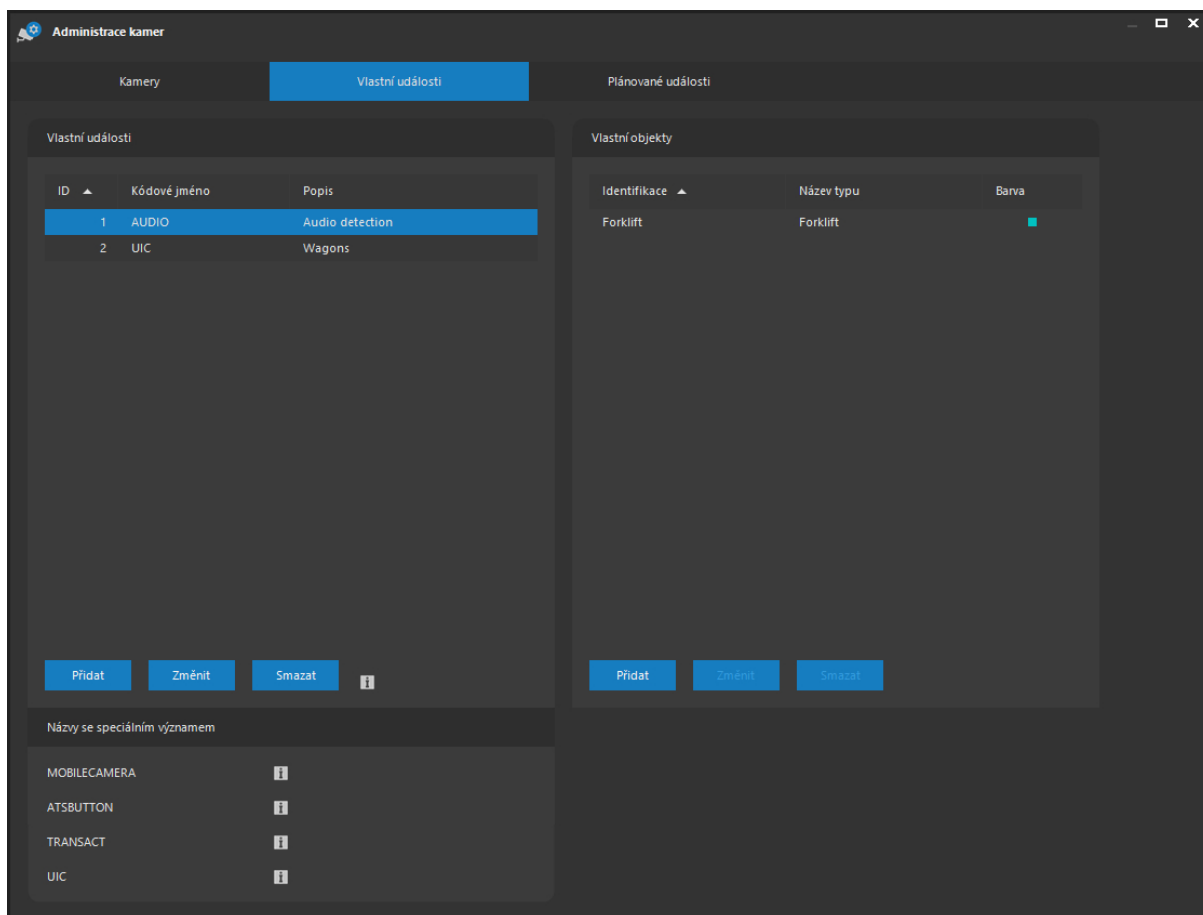 Administrace kamer
Kamery Vlastní události Plánované události
Vlastní události
ID Kódové jméno Popis
1 AUDIO Audio detection
2 UIC Wagons
Přidat Změnit Smazat
Názvy se speciálním významem
MOBILECAMERA
ATSBUTTON
TRANSACT
UIC
Vlastní objekty
Identifikace Název typu Barva
Forklift Forklift
Přidat Změnit Smazat